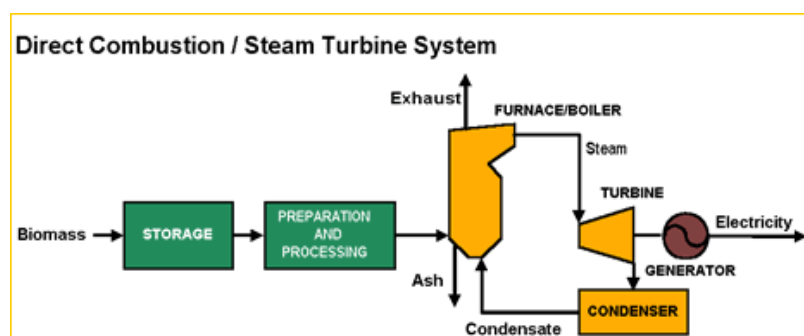 Direct Combustion / Steam Turbine System
Exhaust
FURNACE/BOILER
Steam
TURBINE
Biomass
STORAGE
PREPARATION
AND
PROCESSING
Electricity
GENERATOR
Ash
CONDENSER
Condensate